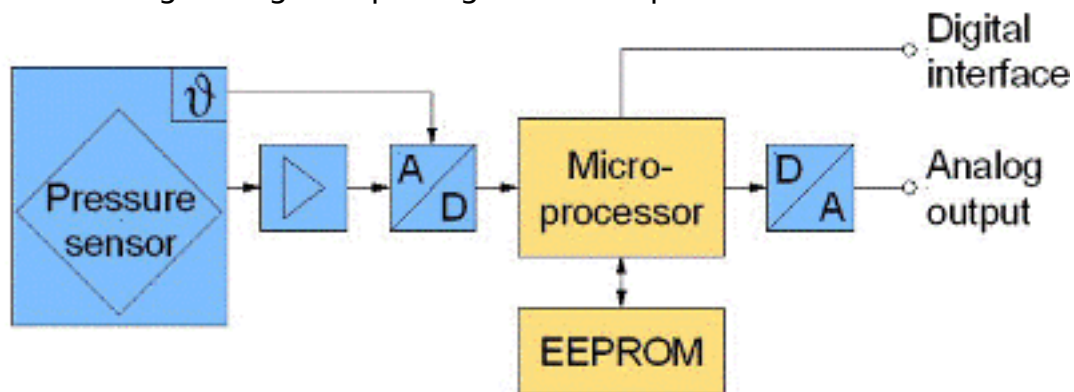 Digital
interface
ϑ
A
D
Pressure
sensor
Micro-
processor
D
A
Analog
output
EEPROM